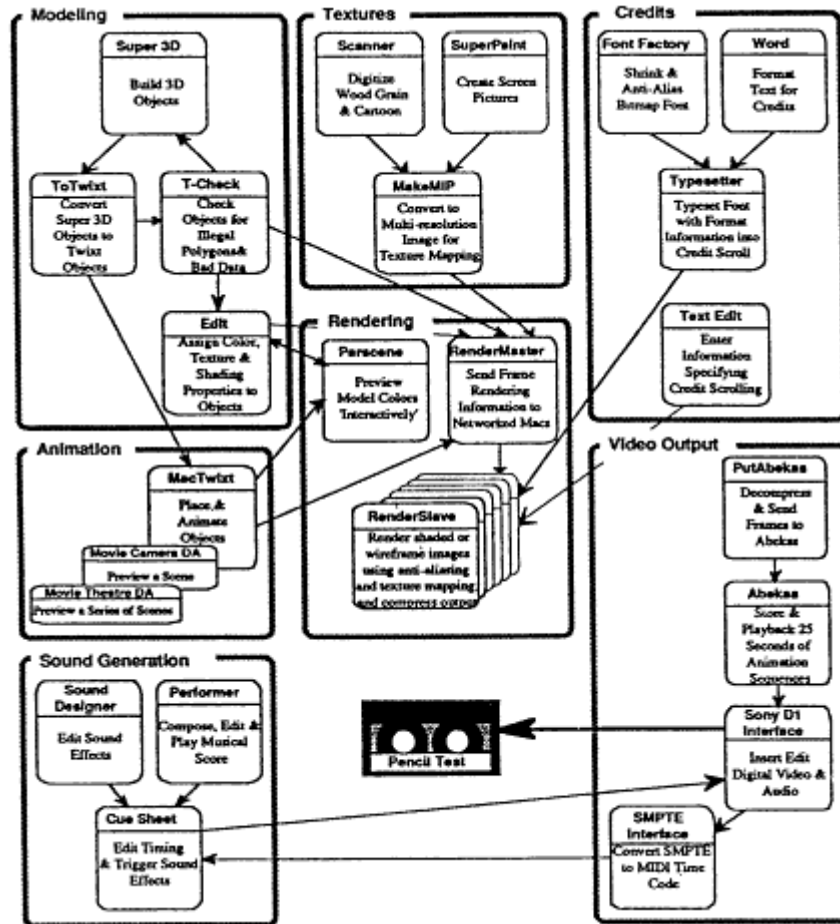 Modeling
Super 3D
Build 3D
Objects
ToTwixt
Convert
Super 3D
Objects to
Twixt
Objects
T-Check
Check
Objects for
Illegal
Polygons&
Bad Data
Edit
Assign Color,
Texture &
Shading
Properties to
Objects
Textures
Scanner
Digitize
Wood Grain
& Cartoon
SuperPaint
Create Screen
Pictures
MakeMIP
Convert to
Multi-resolution
Image for
Texture Mapping
Credits
Font Factory
Shrink &
Anti-Alias
Bitmap Font
Word
Format
Text for
Credits
Typesetter
Typeset Font
with Format
Information into
Credit Scroll
Text Edit
Enter
Information
Specifying
Credit Scrolling
Rendering
Parscene
Preview
Model Colors
'Interactively'
RenderMaster
Send Frame
Rendering
Information to
Networked Macs
RenderSlave
Render shaded or
wireframe images
using anti-aliasing
and texture mapping,
and compress output
Animation
MacTwixt
Place, &
Animate
Objects
Movie Camera DA
Preview a Scene
Movie Theatre DA
Preview a Series of Scenes
Video Output
PutAbekas
Decompress
& Send
Frames to
Abekas
Abekas
Store &
Playback 25
Seconds of
Animation
Sequences
Sony D1
Interface
Insert Edit
Digital Video &
Audio
SMPTE
Interface
Convert SMPTE
to MIDI Time
Code
Sound Generation
Sound
Designer
Edit Sound
Effects
Performer
Compose, Edit &
Play Musical
Score
Cue Sheet
Edit Timing
& Trigger Sound
Effects
Pencil Test